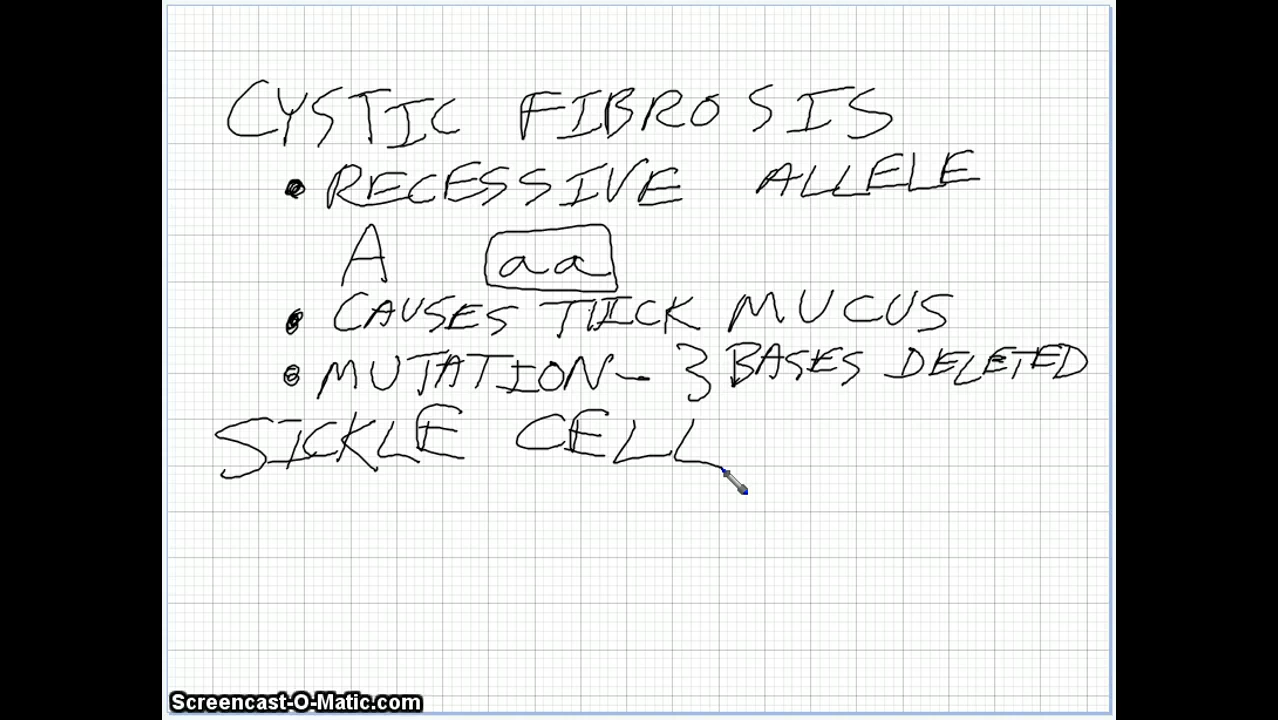 CYSTIC FIBROSIS
• RECESSIVE ALLELE
A aa
• CAUSES THICK MUCUS
• MUTATION - 3 BASES DELETED
SICKLE CELL
Screencast-O-Matic.com